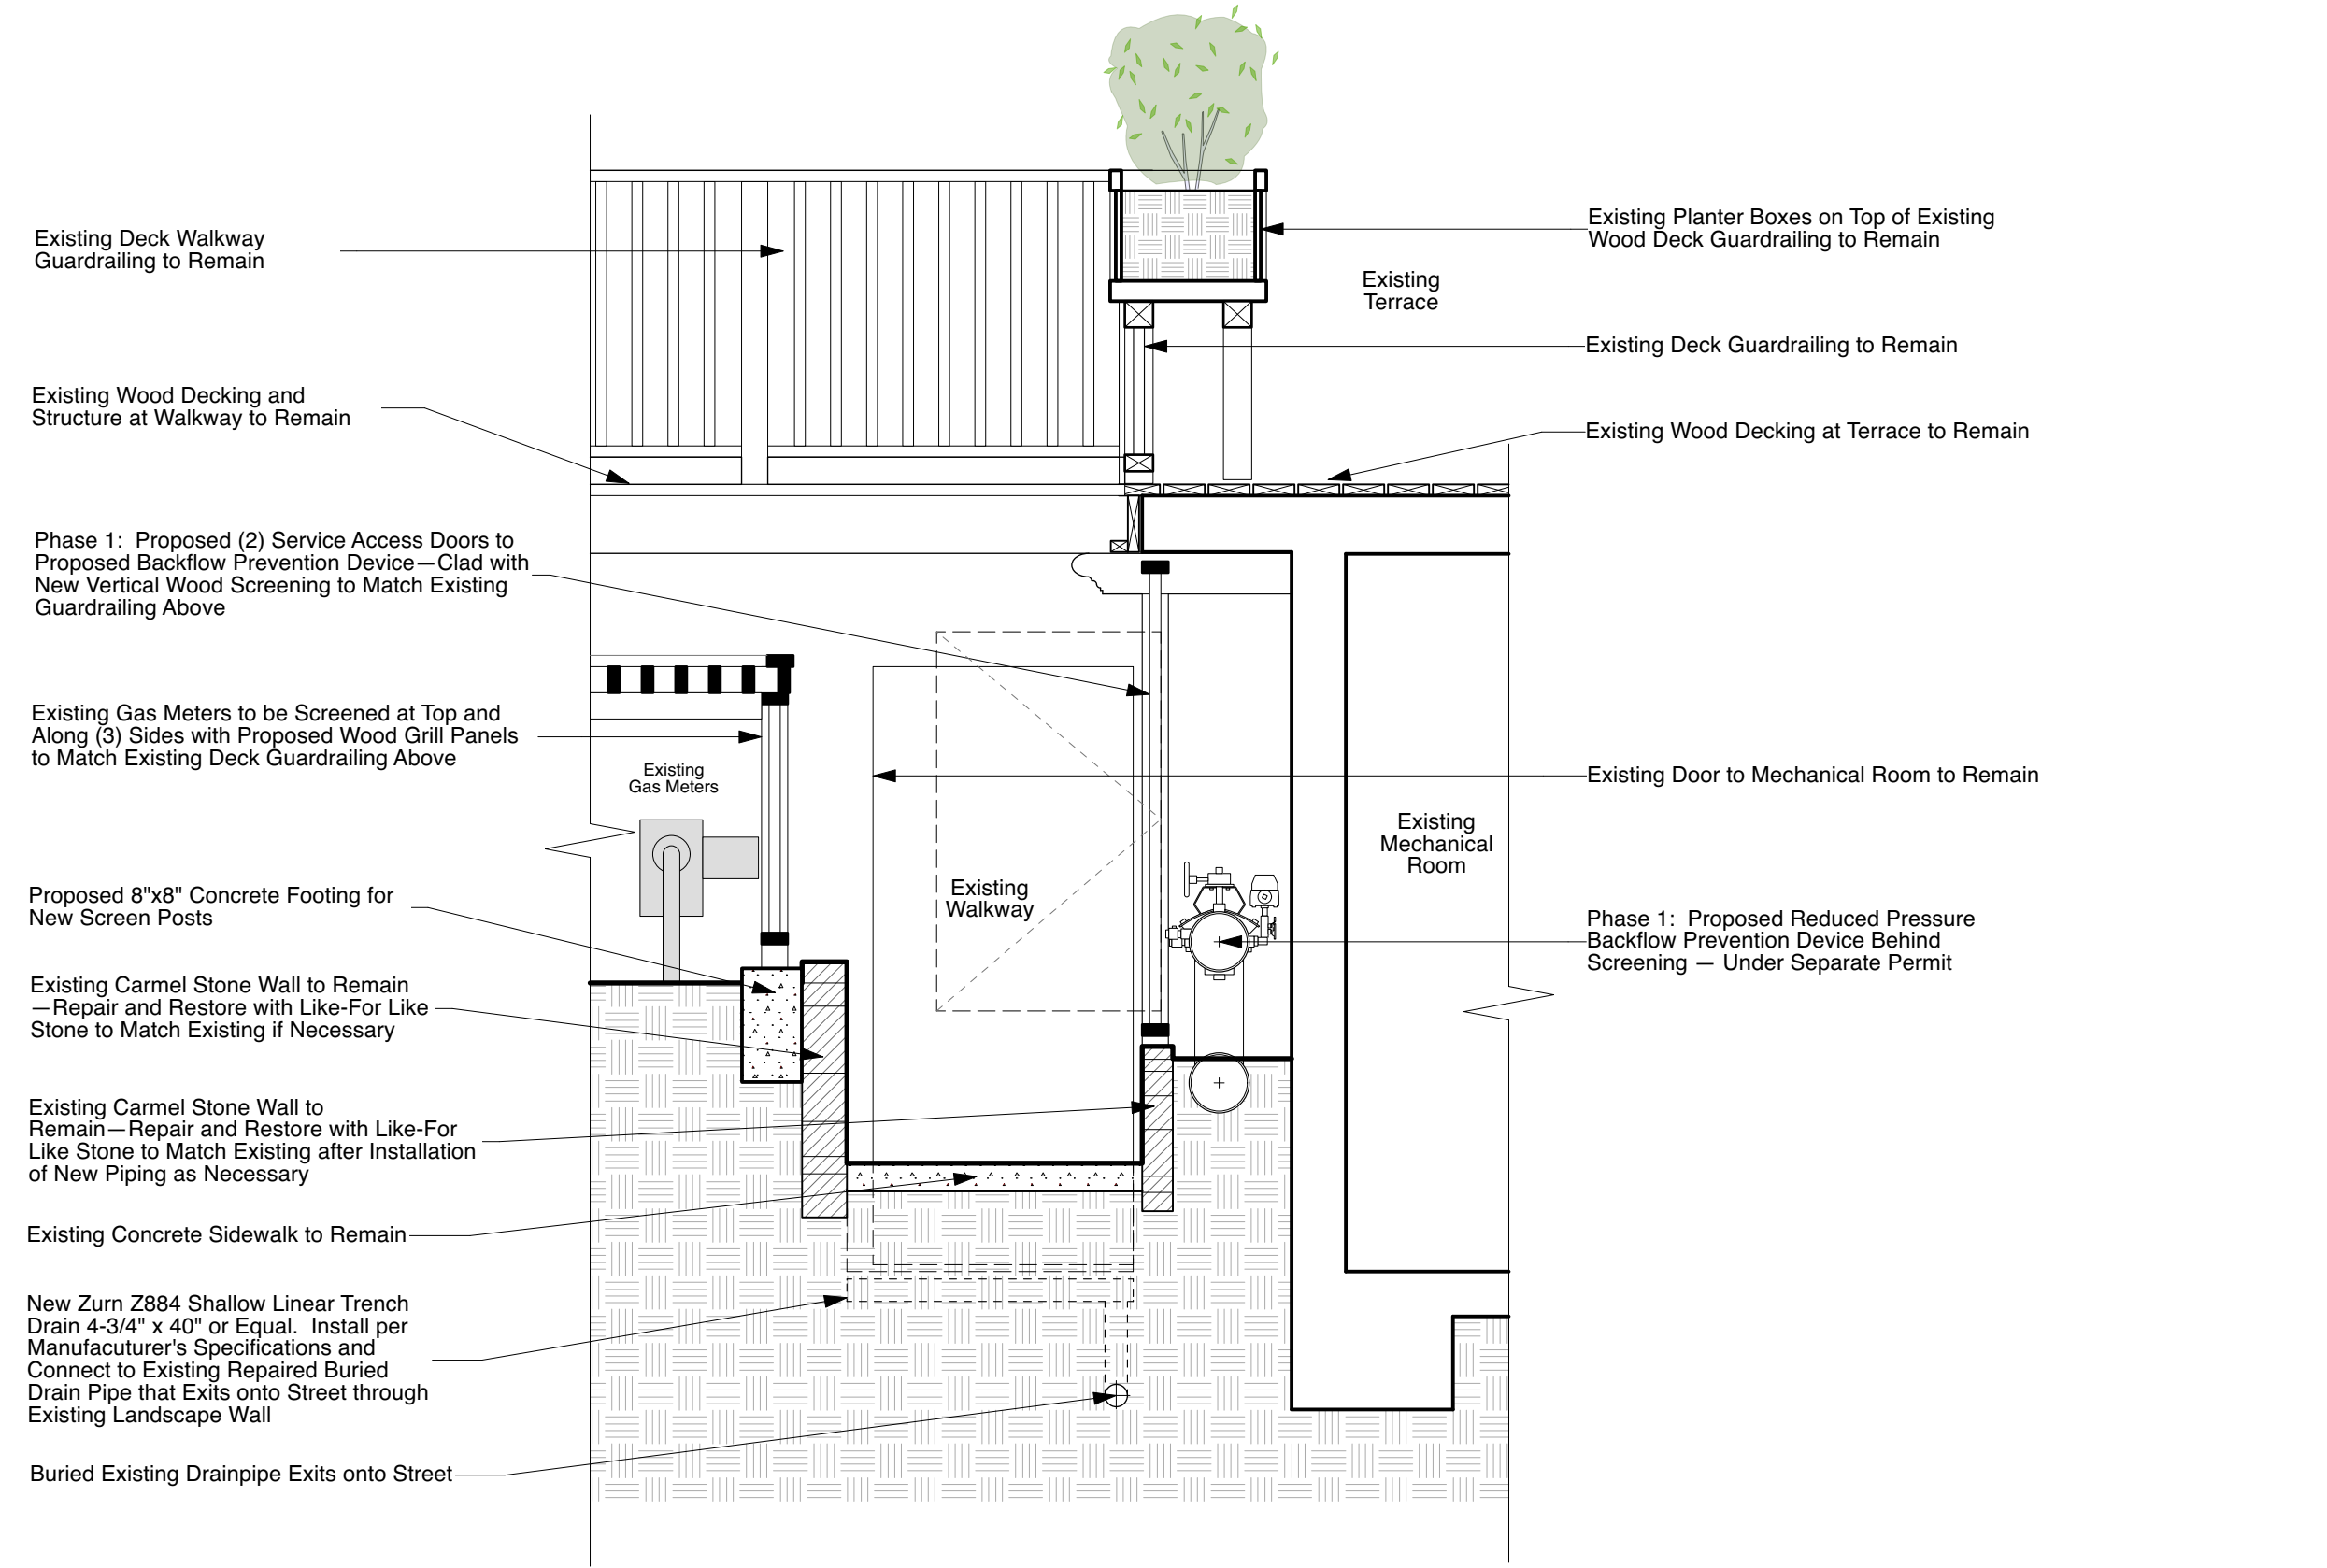 Existing Deck Walkway
Guardrailing to Remain
Existing Wood Decking and
Structure at Walkway to Remain
Phase 1:  Proposed (2) Service Access Doors to
Proposed Backflow Prevention Device—Clad with
New Vertical Wood Screening to Match Existing
Guardrailing Above
Existing Gas Meters to be Screened at Top and
Along (3) Sides with Proposed Wood Grill Panels
to Match Existing Deck Guardrailing Above
Proposed 8"x8" Concrete Footing for
New Screen Posts
Existing Carmel Stone Wall to Remain
—Repair and Restore with Like-For Like
Stone to Match Existing if Necessary
Existing Carmel Stone Wall to
Remain—Repair and Restore with Like-For
Like Stone to Match Existing after Installation
of New Piping as Necessary
Existing Concrete Sidewalk to Remain
New Zurn Z884 Shallow Linear Trench
Drain 4-3/4" x 40" or Equal.  Install per
Manufacuturer's Specifications and
Connect to Existing Repaired Buried
Drain Pipe that Exits onto Street through
Existing Landscape Wall
Buried Existing Drainpipe Exits onto Street
Existing
Gas Meters
Existing
Walkway
Existing
Terrace
Existing
Mechanical
Room
Existing Planter Boxes on Top of Existing
Wood Deck Guardrailing to Remain
Existing Deck Guardrailing to Remain
Existing Wood Decking at Terrace to Remain
Existing Door to Mechanical Room to Remain
Phase 1:  Proposed Reduced Pressure
Backflow Prevention Device Behind
Screening — Under Separate Permit